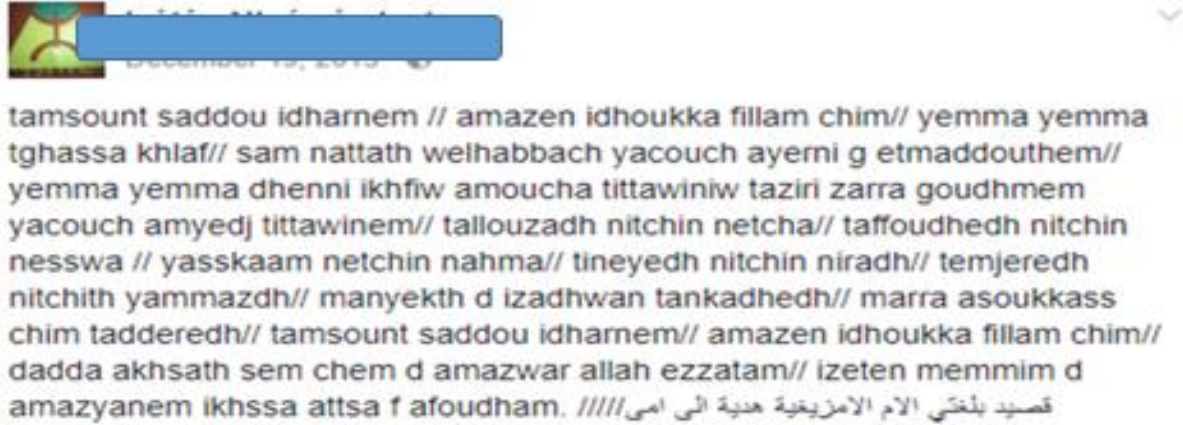 tamsount saddou idharnem // amazen idhoukka fillam chim// yemma yemma
tghassa khlaf// sam nattath welhabbach yacouch ayerni g etmaddouthem//
yemma yemma dhenni ikhfiw amoucha tittawiniw taziri zarra goudhmem
yacouch amyedj tittawinem// tallouzadh nitchin netcha// taffoudhedh nitchin
nesswa // yasskaam netchin nahma// tineyedh nitchin niradh// temjeredh
nitchith yammazdh// manyekth d izadhwan tankadhedh// marra asoukkass
chim tadderedh// tamsount saddou idharnem// amazen idhoukka fillam chim//
dadda akhsath sem chem d amazwar allah ezzatam// izeten memmim d
amazyanem ikhssa attsa f afoudham. /////قصيد بلغتي الام الامزيغية هدية الى امي